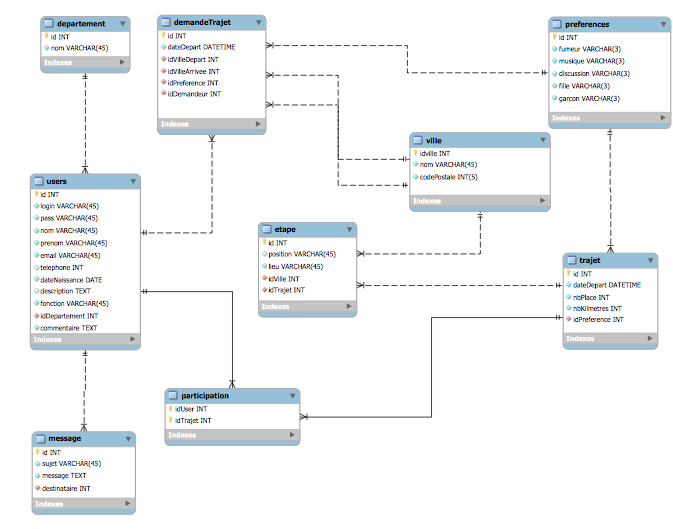 departement
id INT
nom VARCHAR(45)
Indexes
demandeTrajet
id INT
dateDepart DATETIME
idVilleDepart INT
idVilleArrivee INT
idPreference INT
idDemandeur INT
Indexes
preferences
id INT
fumeur VARCHAR(3)
musique VARCHAR(3)
discussion VARCHAR(3)
fille VARCHAR(3)
garcon VARCHAR(3)
Indexes
ville
idville INT
nom VARCHAR(45)
codePostale INT(5)
Indexes
users
id INT
login VARCHAR(45)
pass VARCHAR(45)
nom VARCHAR(45)
prenom VARCHAR(45)
email VARCHAR(45)
telephone INT
dateNaissance DATE
description TEXT
fonction VARCHAR(45)
idDepartement INT
commentaire TEXT
Indexes
etape
id INT
position VARCHAR(45)
lieu VARCHAR(45)
idVille INT
idTrajet INT
Indexes
trajet
id INT
dateDepart DATETIME
nbPlace INT
nbKilmetres INT
idPreference INT
Indexes
participation
idUser INT
idTrajet INT
Indexes
message
id INT
sujet VARCHAR(45)
message TEXT
destinataire INT
Indexes